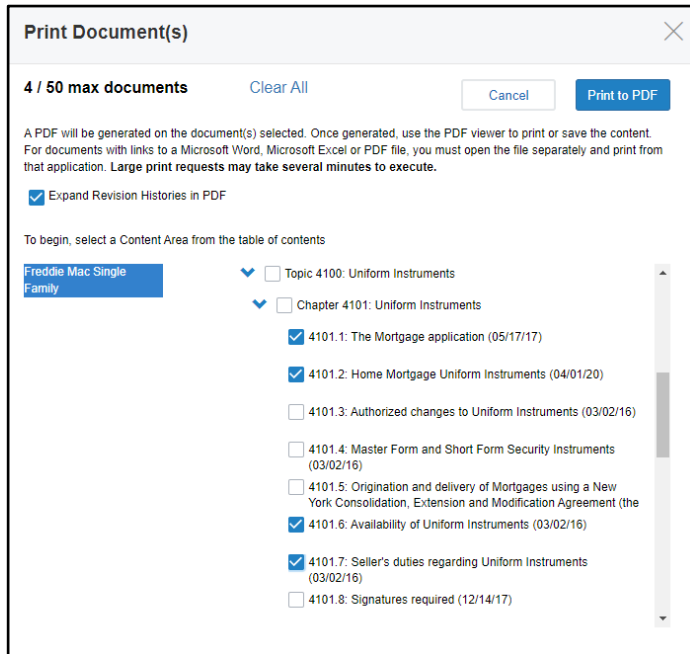 Print Document(s)
4 / 50 max documents
Clear All
Cancel
Print to PDF
A PDF will be generated on the document(s) selected. Once generated, use the PDF viewer to print or save the content.
For documents with links to a Microsoft Word, Microsoft Excel or PDF file, you must open the file separately and print from
that application. Large print requests may take several minutes to execute.
Expand Revision Histories in PDF
To begin, select a Content Area from the table of contents
Freddie Mac Single
Family
Topic 4100: Uniform Instruments
Chapter 4101: Uniform Instruments
4101.1: The Mortgage application (05/17/17)
4101.2: Home Mortgage Uniform Instruments (04/01/20)
4101.3: Authorized changes to Uniform Instruments (03/02/16)
4101.4: Master Form and Short Form Security Instruments
(03/02/16)
4101.5: Origination and delivery of Mortgages using a New
York Consolidation, Extension and Modification Agreement (the
4101.6: Availability of Uniform Instruments (03/02/16)
4101.7: Seller's duties regarding Uniform Instruments
(03/02/16)
4101.8: Signatures required (12/14/17)